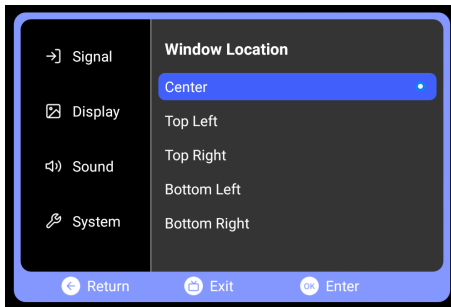 Signal
Display
Sound
System
Window Location
Center
Top Left
Top Right
Bottom Left
Bottom Right
Return
Exit
OK Enter